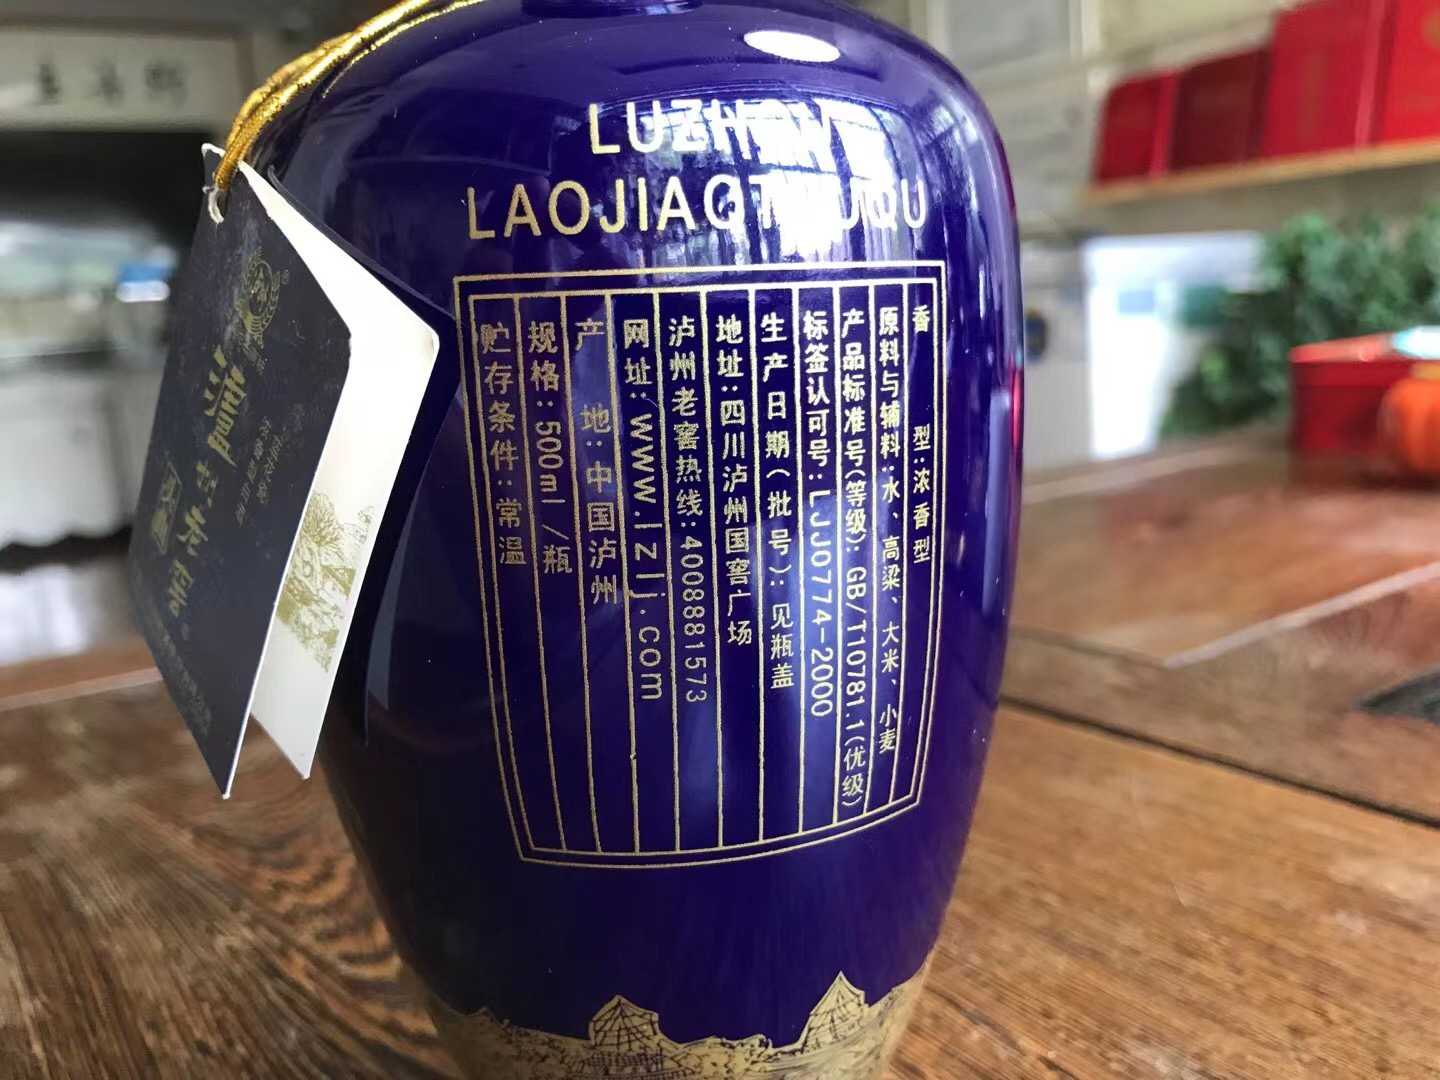 LUZHOU
LAOJIAOTOUQU
香 型:浓香型
原料与辅料:水、高粱、大米、小麦
产品标准号(等级):GB/T10781.1(优级)
标签认可号:LJJ0774-2000
生产日期(批号):见瓶盖
地址:四川泸州国窖广场
泸州老窖热线:4008881573
网址:www.lzlj.com
产 地:中国泸州
规格:500ml/瓶
贮存条件:常温